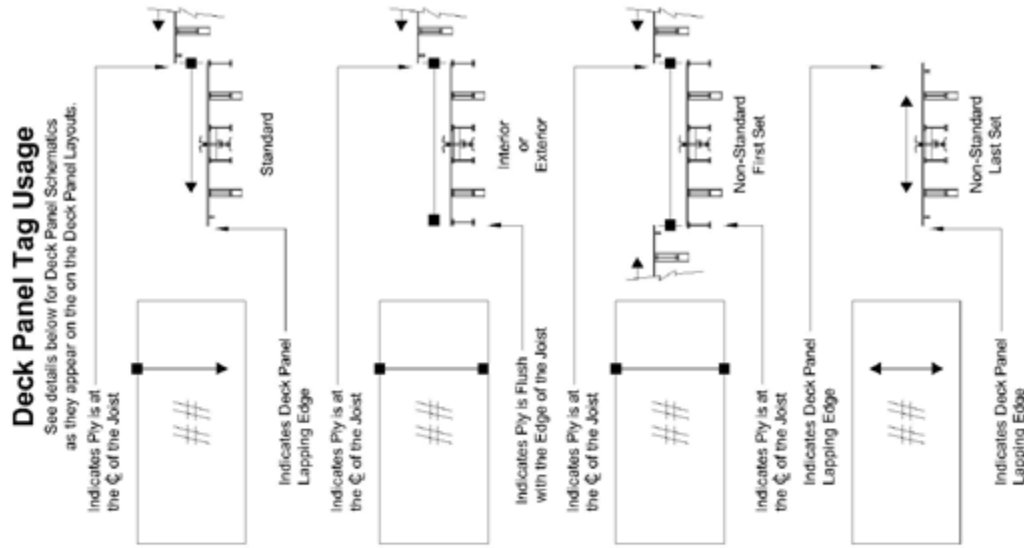 Deck Panel Tag Usage
See details below for Deck Panel Schematics
as they appear on the on the Deck Panel Layouts.
Indicates Ply is at
the ℄ of the Joist
##
##
Indicates Deck Panel
Lapping Edge
Standard
Indicates Ply is at
the ℄ of the Joist
##
##
Indicates Ply is Flush
with the Edge of the Joist
Interior
or
Exterior
Indicates Ply is at
the ℄ of the Joist
##
##
Indicates Ply is at
the ℄ of the Joist
Non-Standard
First Set
Indicates Deck Panel
Lapping Edge
##
##
Indicates Deck Panel
Lapping Edge
Non-Standard
Last Set